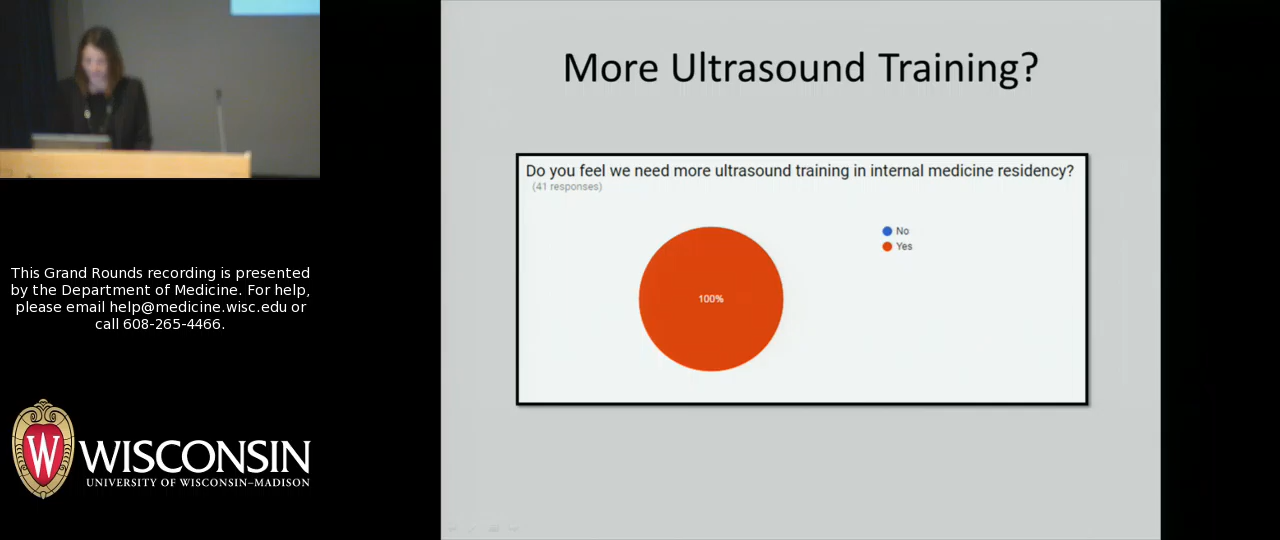 More Ultrasound Training?
Do you feel we need more ultrasound training in internal medicine residency?
(41 responses)
No
Yes
100%
This Grand Rounds recording is presented
by the Department of Medicine. For help,
please email help@medicine.wisc.edu or
call 608-265-4466.
W
WISCONSIN
UNIVERSITY OF WISCONSIN–MADISON